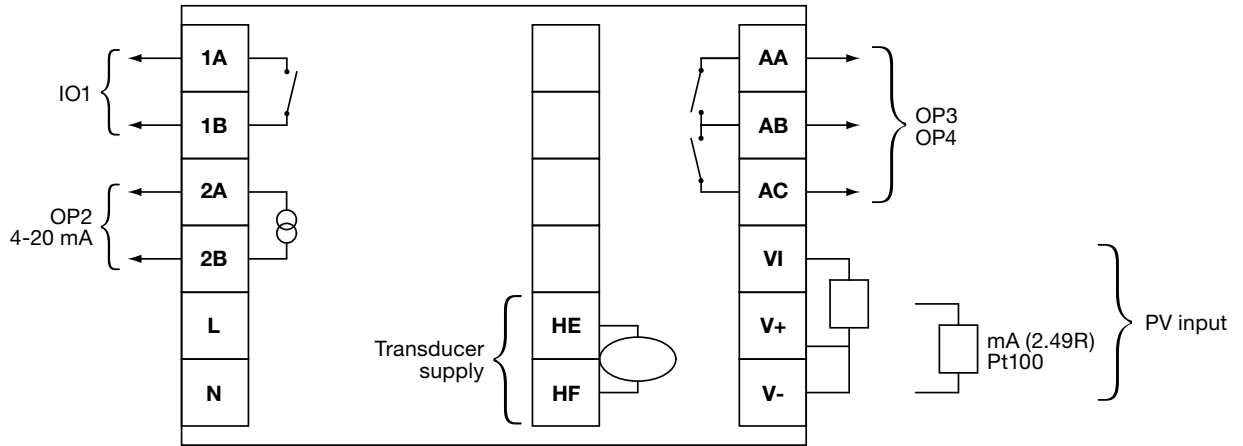 1A
IO1
1B
2A
OP2
4-20 mA
2B
L
N
Transducer
supply
HE
HF
AA
AB
AC
OP3
OP4
VI
V+
V-
mA (2.49R)
Pt100
PV input